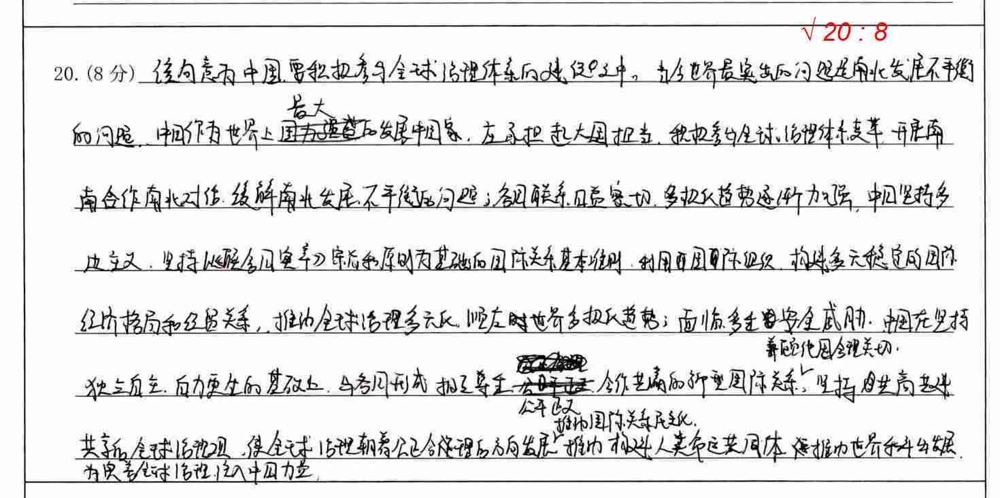 √ 20 : 8
20. (8 分) 该句意为中国要积极参与全球治理体系的建设之中。当今世界最突出的问题是南北发展不平衡
最大
的问题,中国作为世界上的发展中国家,应承担起大国担当,积极参与全球治理体系变革,开展南
南合作南北对话,缓解南北发展不平衡的问题;各国联系日益密切,多极化趋势逐渐加强,中国坚持多
边主义,坚持以《联合国宪章》宗旨和原则为基础的国际关系基本准则,利用国际组织,构建多元稳定的国际
经济格局和经贸关系,推动全球治理多元化,顺应世界多极化趋势;面临多重安全威胁,中国在坚持
兼顾他国合理关切,
独立自主、自力更生的基础上,与各国形成相互尊重、合作共赢的新型国际关系,坚持共商共建
公平正义
推动国际关系民主化,
共享的全球治理观,使全球治理朝着公正合理的方向发展,推动构建人类命运共同体,推动世界和平与发展,
为完善全球治理注入中国力量。